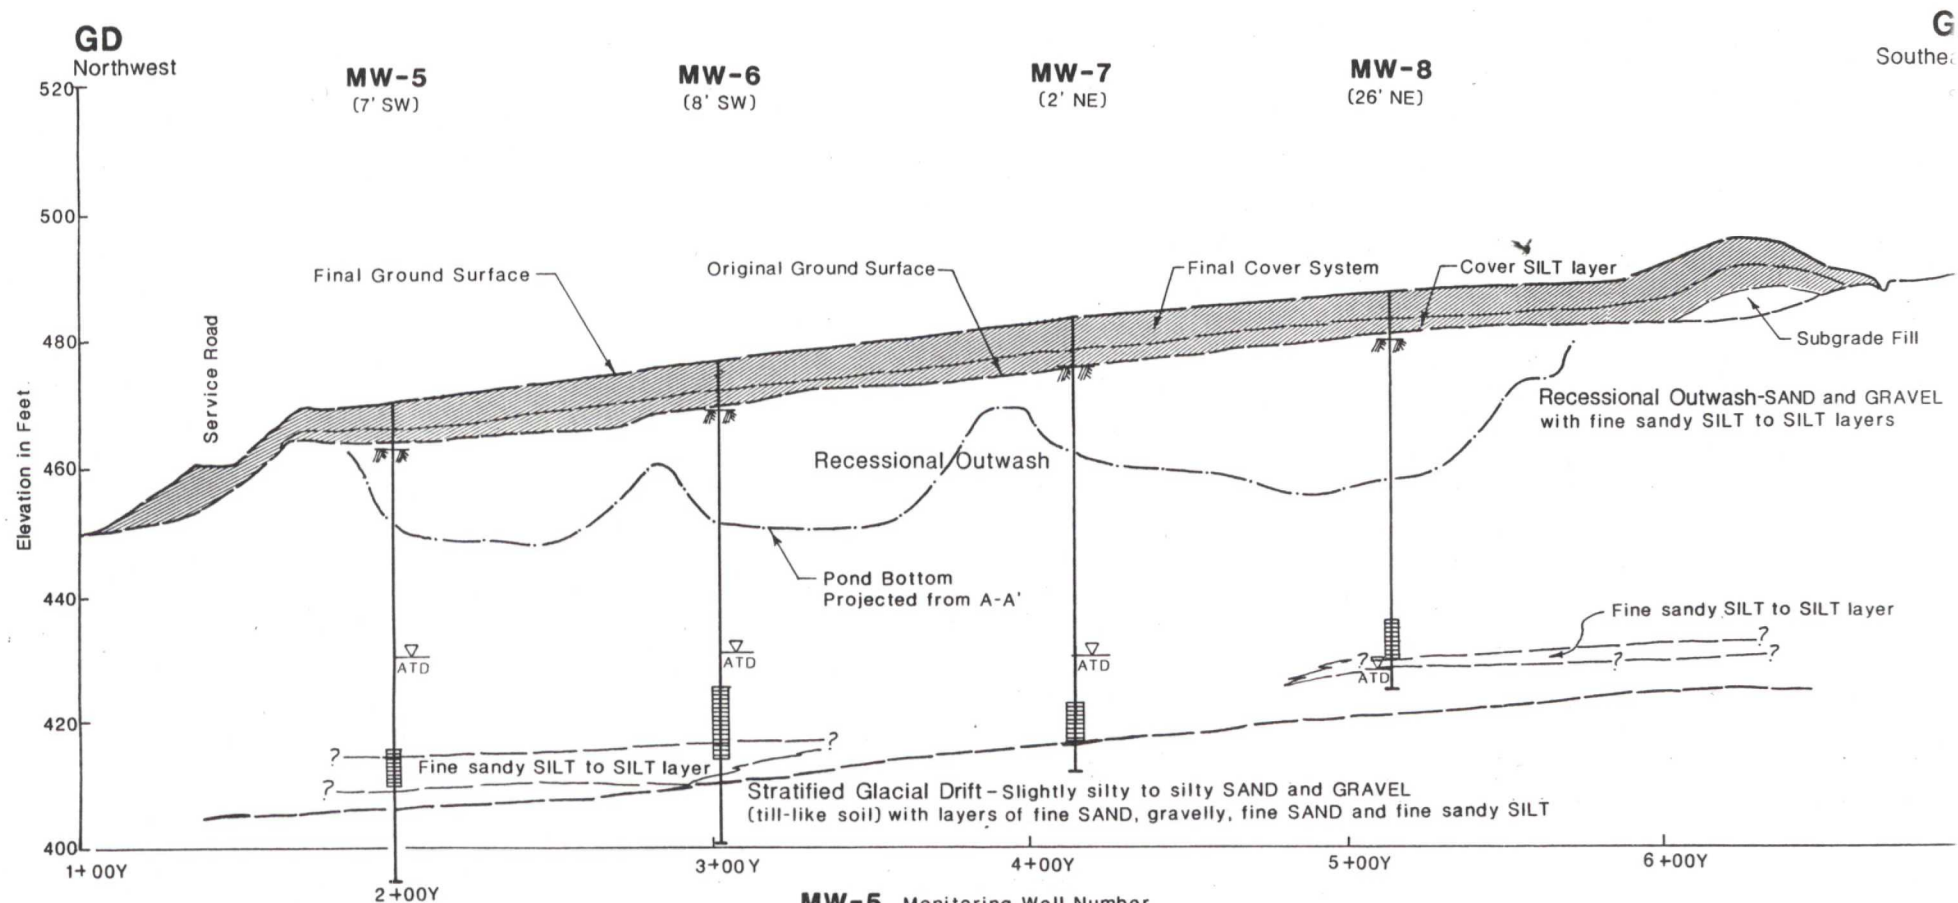 GD
Northwest
G
Southe
MW-5
(7' SW)
MW-6
(8' SW)
MW-7
(2' NE)
MW-8
(26' NE)
520
500
480
460
440
420
400
Elevation in Feet
Service Road
Final Ground Surface
Original Ground Surface
Final Cover System
Cover SILT layer
Subgrade Fill
Recessional Outwash-SAND and GRAVEL
with fine sandy SILT to SILT layers
Recessional Outwash
Pond Bottom
Projected from A-A'
Fine sandy SILT to SILT layer
ATD
ATD
ATD
ATD
?
?
?
?
?
?
?
Fine sandy SILT to SILT layer
Stratified Glacial Drift-Slightly silty to silty SAND and GRAVEL
(till-like soil) with layers of fine SAND, gravelly, fine SAND and fine sandy SILT
1+00Y
2+00Y
3+00Y
4+00Y
5+00Y
6+00Y
MW-5 Monitoring Well Number